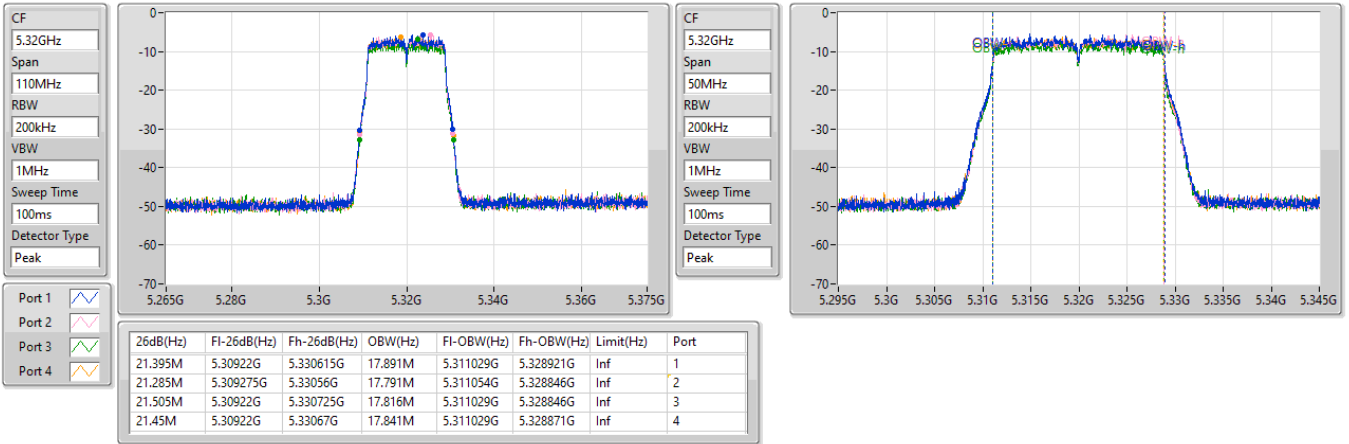 CF
5.32GHz
Span
110MHz
RBW
200kHz
VBW
1MHz
Sweep Time
100ms
Detector Type
Peak
0
-10
-20
-30
-40
-50
-60
-70
5.265G 5.28G 5.3G 5.32G 5.34G 5.36G 5.375G
CF
5.32GHz
Span
50MHz
RBW
200kHz
VBW
1MHz
Sweep Time
100ms
Detector Type
Peak
0
-10
-20
-30
-40
-50
-60
-70
5.295G 5.3G 5.305G 5.31G 5.315G 5.32G 5.325G 5.33G 5.335G 5.34G 5.345G
Port 1
Port 2
Port 3
Port 4
26dB(Hz) Fl-26dB(Hz) Fh-26dB(Hz) OBW(Hz) Fl-OBW(Hz) Fh-OBW(Hz) Limit(Hz) Port
21.395M 5.30922G 5.330615G 17.891M 5.311029G 5.328921G Inf 1
21.285M 5.309275G 5.33056G 17.791M 5.311054G 5.328846G Inf 2
21.505M 5.30922G 5.330725G 17.816M 5.311029G 5.328846G Inf 3
21.45M 5.30922G 5.33067G 17.841M 5.311029G 5.328871G Inf 4